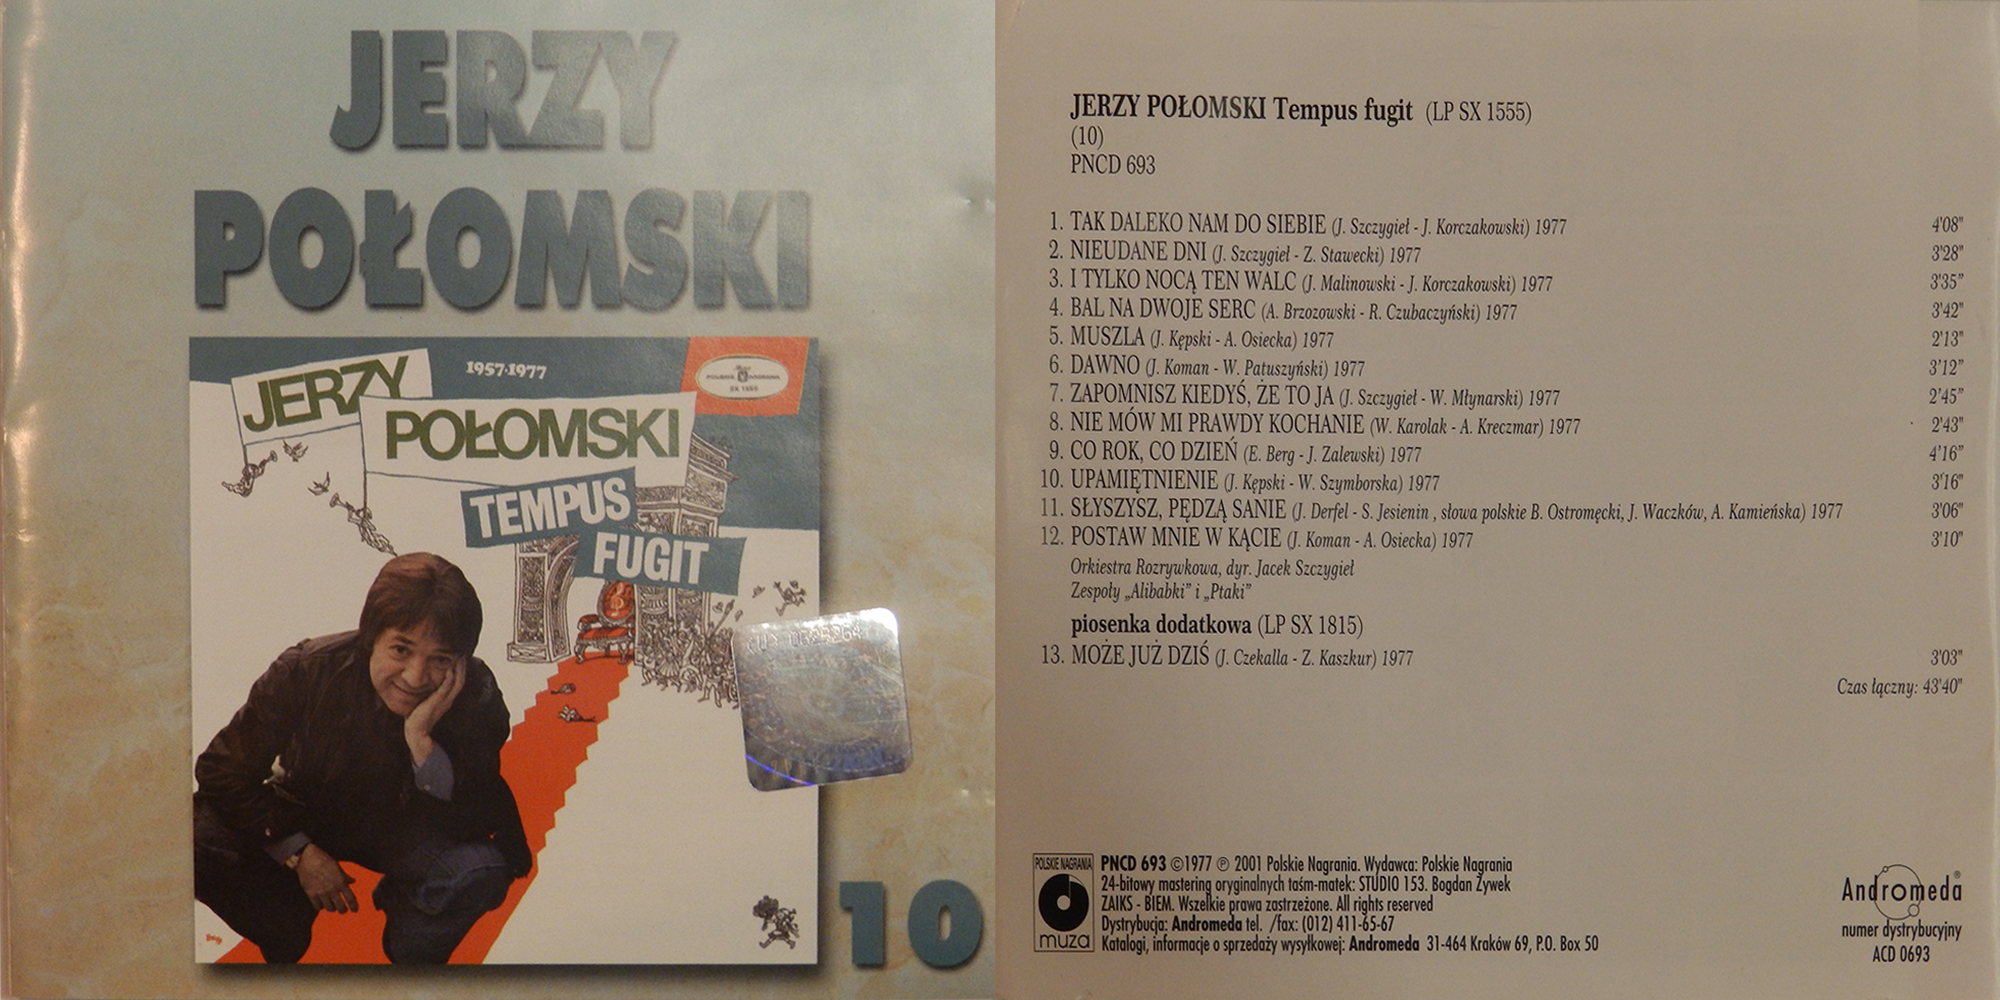 JERZY
POŁOMSKI
JERZY
1957-1977
POŁOMSKI
TEMPUS
FUGIT
10
JERZY POŁOMSKI Tempus fugit (LP SX 1555)
(10)
PNCD 693
1. TAK DALEKO NAM DO SIEBIE (J. Szczygieł - J. Korczakowski) 1977 4'08"
2. NIEUDANE DNI (J. Szczygieł - Z. Stawecki) 1977 3'28"
3. I TYLKO NOCĄ TEN WALC (J. Malinowski - J. Korczakowski) 1977 3'35"
4. BAL NA DWOJE SERC (A. Brzozowski - R. Czubaczyński) 1977 3'42"
5. MUSZLA (J. Kępski - A. Osiecka) 1977 2'13"
6. DAWNO (J. Koman - W. Patuszyński) 1977 3'12"
7. ZAPOMNISZ KIEDYŚ, ŻE TO JA (J. Szczygieł - W. Młynarski) 1977 2'45"
8. NIE MÓW MI PRAWDY KOCHANIE (W. Karolak - A. Kreczmar) 1977 2'43"
9. CO ROK, CO DZIEŃ (E. Berg - J. Zalewski) 1977 4'16"
10. UPAMIĘTNIENIE (J. Kępski - W. Szymborska) 1977 3'16"
11. SŁYSZYSZ, PĘDZĄ SANIE (J. Derfel - S. Jesienin , słowa polskie B. Ostromęcki, J. Waczków, A. Kamieńska) 1977 3'06"
12. POSTAW MNIE W KĄCIE (J. Koman - A. Osiecka) 1977 3'10"
Orkiestra Rozrywkowa, dyr. Jacek Szczygieł
Zespoły „Alibabki" i „Ptaki"
piosenka dodatkowa (LP SX 1815)
13. MOŻE JUŻ DZIŚ (J. Czekalla - Z. Kaszkur) 1977 3'03"
Czas łączny: 43'40"
POLSKIE NAGRANIA
muza
PNCD 693 ©1977 ℗ 2001 Polskie Nagrania. Wydawca: Polskie Nagrania
24-bitowy mastering oryginalnych taśm-matek: STUDIO 153. Bogdan Żywek
ZAIKS - BIEM. Wszelkie prawa zastrzeżone. All rights reserved
Dystrybucja: Andromeda tel. /fax: (012) 411-65-67
Katalogi, informacje o sprzedaży wysyłkowej: Andromeda 31-464 Kraków 69, P.O. Box 50
Andromeda®
numer dystrybucyjny
ACD 0693